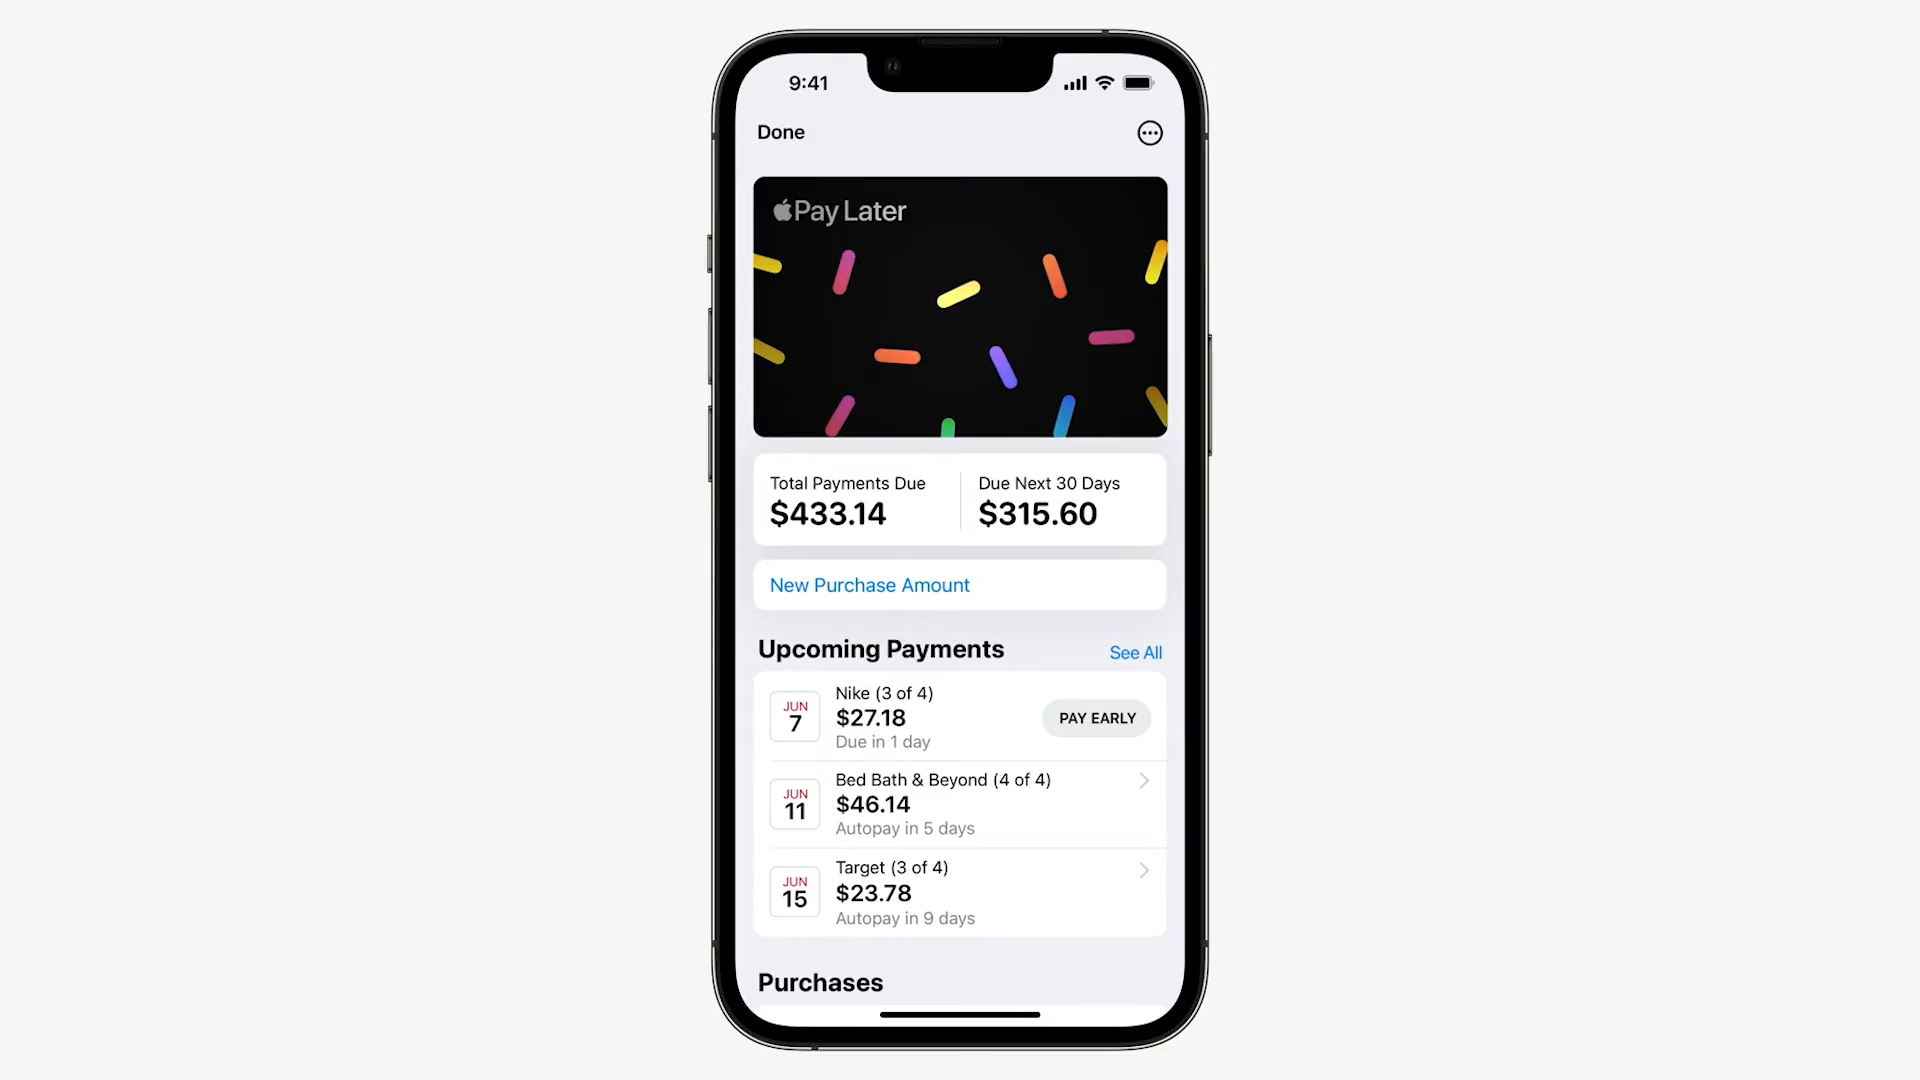 9:41
Done
Pay Later
Total Payments Due
$433.14
Due Next 30 Days
$315.60
New Purchase Amount
Upcoming Payments
See All
JUN
7
Nike (3 of 4)
$27.18
Due in 1 day
PAY EARLY
JUN
11
Bed Bath & Beyond (4 of 4)
$46.14
Autopay in 5 days
JUN
15
Target (3 of 4)
$23.78
Autopay in 9 days
Purchases